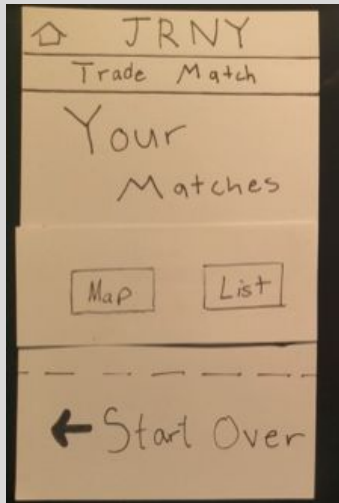 JRNY
Trade Match
Your
Matches
Map List
← Start Over